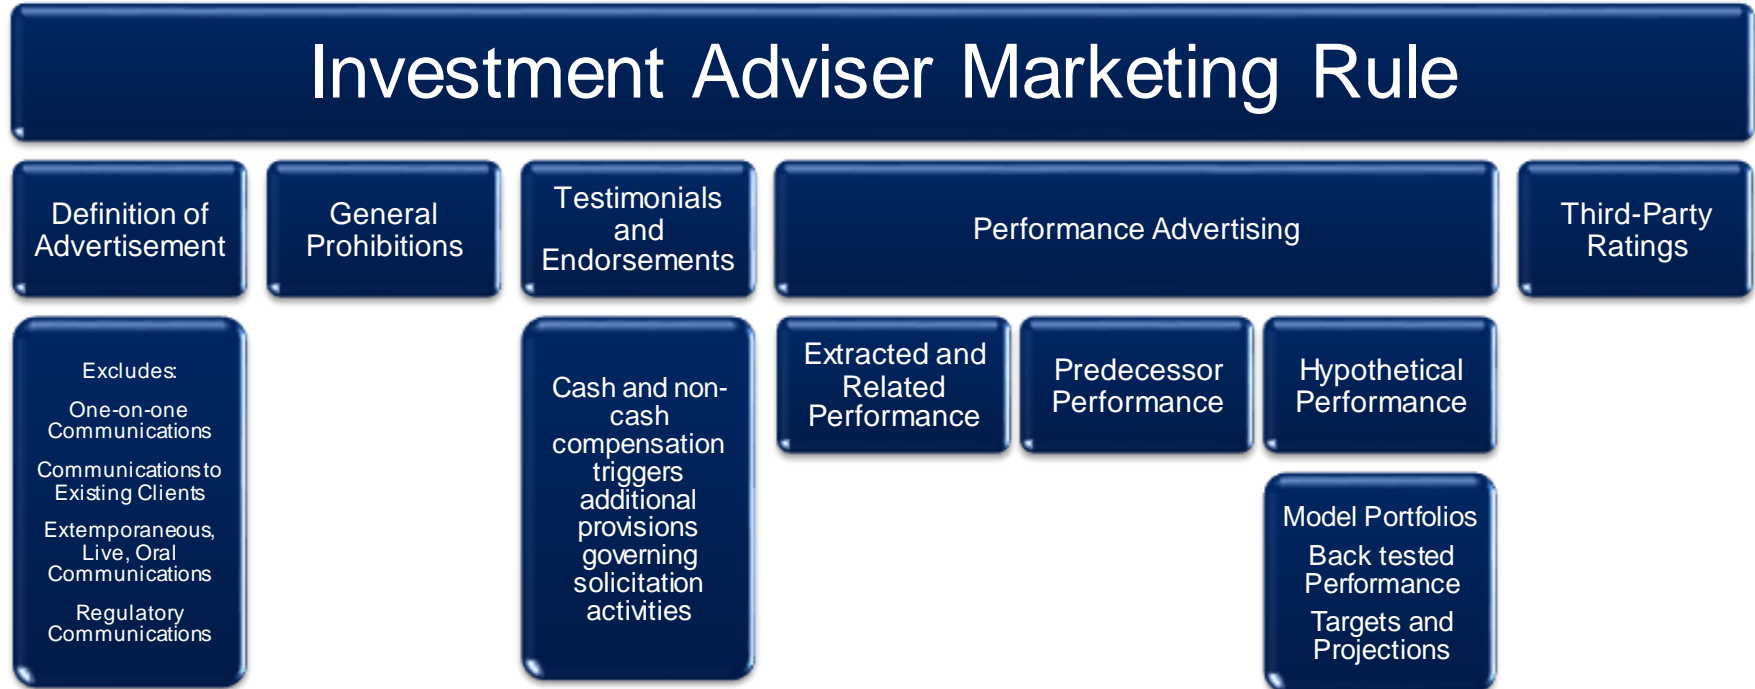 Investment Adviser Marketing Rule
Definition of
Advertisement
General
Prohibitions
Testimonials
and
Endorsements
Performance Advertising
Third-Party
Ratings
Excludes:
One-on-one
Communications
Communications to
Existing Clients
Extemporaneous,
Live, Oral
Communications
Regulatory
Communications
Cash and non-
cash
compensation
triggers
additional
provisions
governing
solicitation
activities
Extracted and
Related
Performance
Predecessor
Performance
Hypothetical
Performance
Model Portfolios
Back tested
Performance
Targets and
Projections